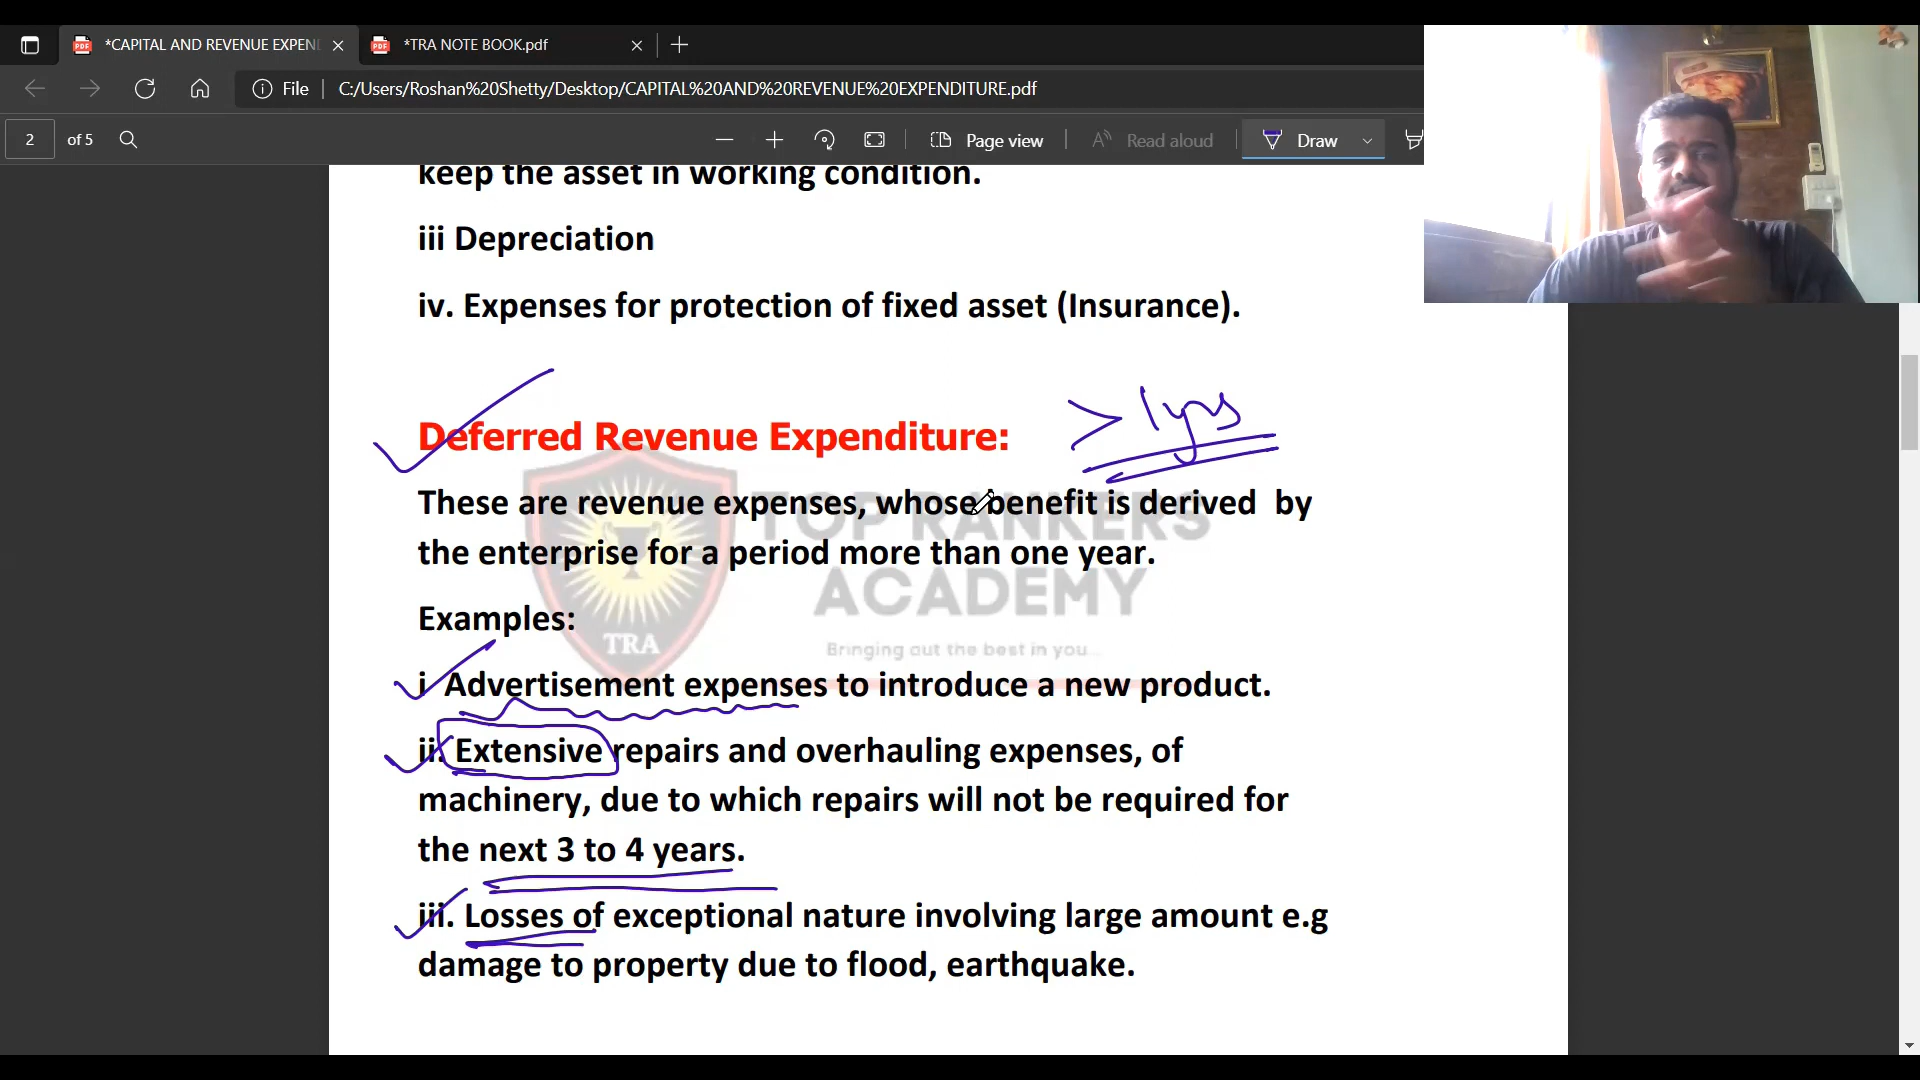 *CAPITAL AND REVENUE EXPEN
*TRA NOTE BOOK.pdf
File
C:/Users/Roshan%20Shetty/Desktop/CAPITAL%20AND%20REVENUE%20EXPENDITURE.pdf
2 of 5
Page view
Read aloud
Draw
keep the asset in working condition.
iii Depreciation
iv. Expenses for protection of fixed asset (Insurance).
> 1yrs
Deferred Revenue Expenditure:
These are revenue expenses, whose benefit is derived by
the enterprise for a period more than one year.
Examples:
i Advertisement expenses to introduce a new product.
ii. Extensive repairs and overhauling expenses, of
machinery, due to which repairs will not be required for
the next 3 to 4 years.
iii. Losses of exceptional nature involving large amount e.g
damage to property due to flood, earthquake.
TOP RANKERS
ACADEMY
Bringing out the best in you...
TRA